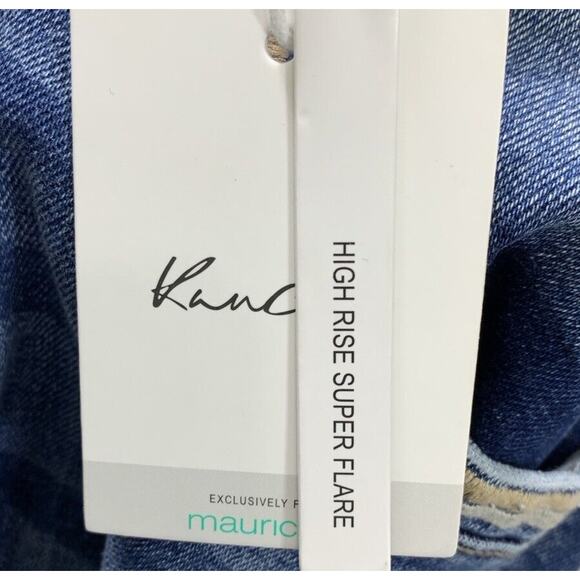 Kanc
HIGH RISE SUPER FLARE
EXCLUSIVELY F
mauric